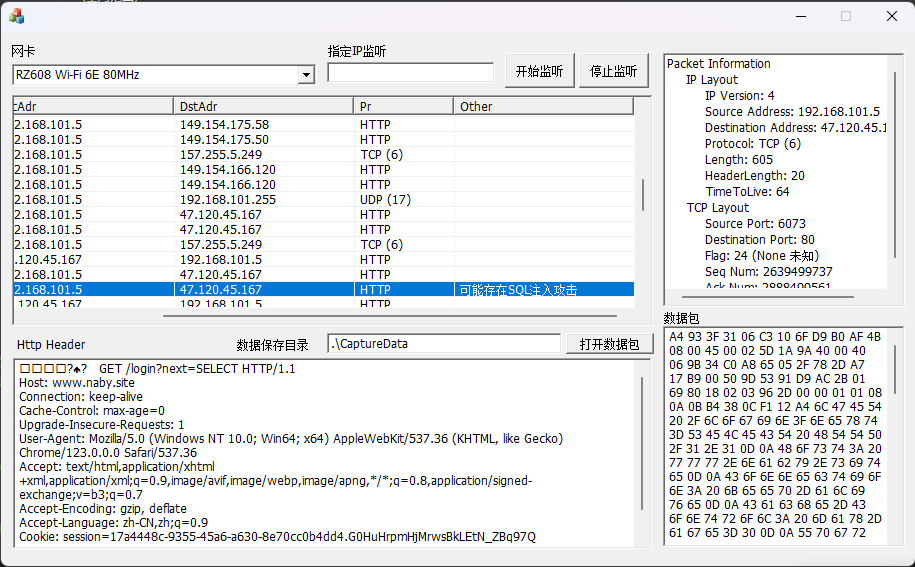 网卡
指定IP监听
RZ608 Wi-Fi 6E 80MHz
开始监听
停止监听
cAdr DstAdr Pr Other
2.168.101.5 149.154.175.58 HTTP
2.168.101.5 149.154.175.50 HTTP
2.168.101.5 157.255.5.249 TCP (6)
2.168.101.5 149.154.166.120 HTTP
2.168.101.5 149.154.166.120 HTTP
2.168.101.5 192.168.101.255 UDP (17)
2.168.101.5 47.120.45.167 HTTP
2.168.101.5 47.120.45.167 HTTP
2.168.101.5 157.255.5.249 TCP (6)
.120.45.167 192.168.101.5 HTTP
2.168.101.5 47.120.45.167 HTTP
2.168.101.5 47.120.45.167 HTTP 可能存在SQL注入攻击
.120.45.167 192.168.101.5 HTTP
Packet Information
IP Layout
IP Version: 4
Source Address: 192.168.101.5
Destination Address: 47.120.45.1
Protocol: TCP (6)
Length: 605
HeaderLength: 20
TimeToLive: 64
TCP Layout
Source Port: 6073
Destination Port: 80
Flag: 24 (None 未知)
Seq Num: 2639499737
Ack Num: 2888499561
Http Header
数据保存目录
.\CaptureData
打开数据包
□□□□?♠? GET /login?next=SELECT HTTP/1.1
Host: www.naby.site
Connection: keep-alive
Cache-Control: max-age=0
Upgrade-Insecure-Requests: 1
User-Agent: Mozilla/5.0 (Windows NT 10.0; Win64; x64) AppleWebKit/537.36 (KHTML, like Gecko)
Chrome/123.0.0.0 Safari/537.36
Accept: text/html,application/xhtml
+xml,application/xml;q=0.9,image/avif,image/webp,image/apng,*/*;q=0.8,application/signed-
exchange;v=b3;q=0.7
Accept-Encoding: gzip, deflate
Accept-Language: zh-CN,zh;q=0.9
Cookie: session=17a4448c-9355-45a6-a630-8e70cc0b4dd4.G0HuHrpmHjMrwsBkLEtN_ZBq97Q
数据包
A4 93 3F 31 06 C3 10 6F D9 B0 AF 4B
08 00 45 00 02 5D 1A 9A 40 00 40
06 9B 34 C0 A8 65 05 2F 78 2D A7
17 B9 00 50 9D 53 91 D9 AC 2B 01
69 80 18 02 03 96 2D 00 00 01 01 08
0A 0B B4 38 0C F1 12 A4 6C 47 45 54
20 2F 6C 6F 67 69 6E 3F 6E 65 78 74
3D 53 45 4C 45 43 54 20 48 54 54 50
2F 31 2E 31 0D 0A 48 6F 73 74 3A 20
77 77 77 2E 6E 61 62 79 2E 73 69 74
65 0D 0A 43 6F 6E 6E 65 63 74 69 6F
6E 3A 20 6B 65 65 70 2D 61 6C 69
76 65 0D 0A 43 61 63 68 65 2D 43
6F 6E 74 72 6F 6C 3A 20 6D 61 78 2D
61 67 65 3D 30 0D 0A 55 70 67 72